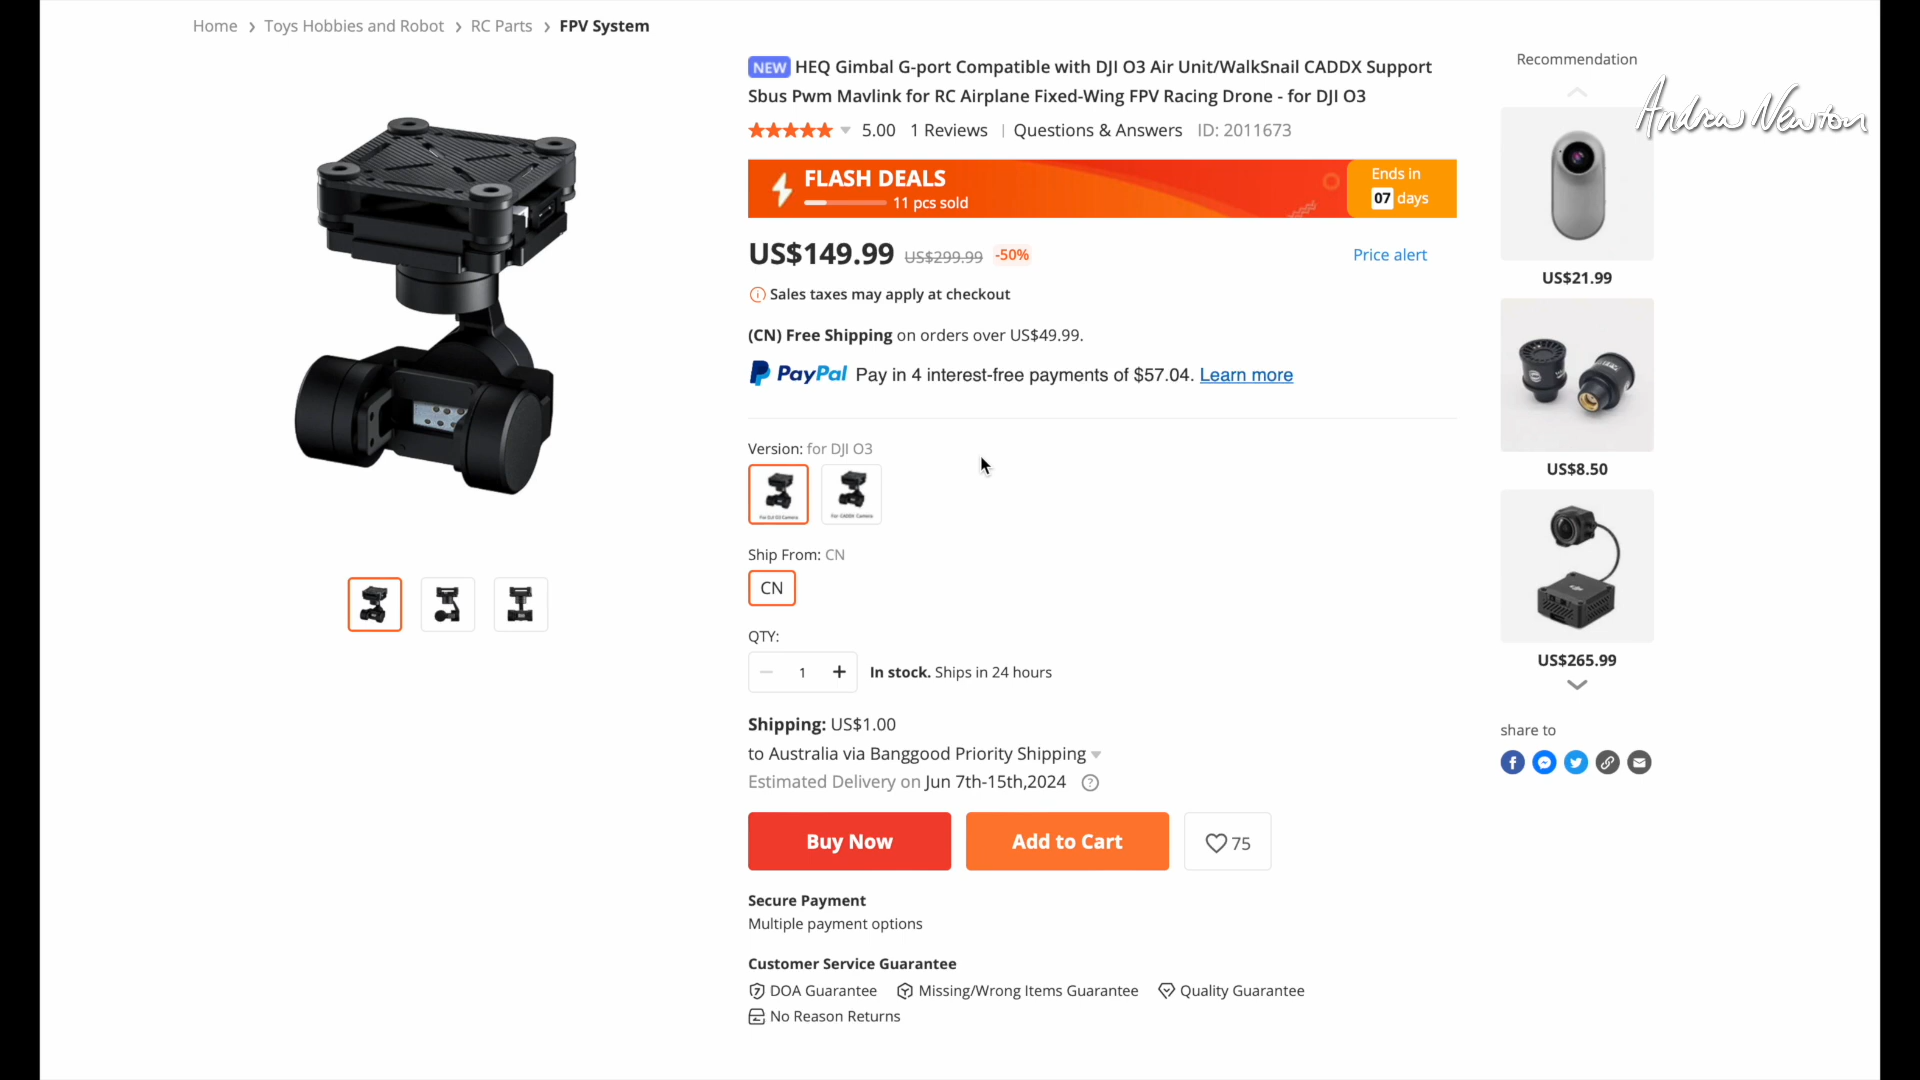 Home > Toys Hobbies and Robot > RC Parts > FPV System
NEW HEQ Gimbal G-port Compatible with DJI O3 Air Unit/WalkSnail CADDX Support
Sbus Pwm Mavlink for RC Airplane Fixed-Wing FPV Racing Drone - for DJI O3
5.00 1 Reviews | Questions & Answers ID: 2011673
FLASH DEALS
11 pcs sold
Ends in
07 days
US$149.99 US$299.99 -50%
Price alert
Sales taxes may apply at checkout
(CN) Free Shipping on orders over US$49.99.
PayPal Pay in 4 interest-free payments of $57.04. Learn more
Version: for DJI O3
For DJI O3 Camera
For CADDX Camera
Ship From: CN
CN
QTY:
1
In stock. Ships in 24 hours
Shipping: US$1.00
to Australia via Banggood Priority Shipping
Estimated Delivery on Jun 7th-15th,2024 ?
Buy Now
Add to Cart
75
Secure Payment
Multiple payment options
Customer Service Guarantee
DOA Guarantee
Missing/Wrong Items Guarantee
Quality Guarantee
No Reason Returns
Recommendation
Andrew Newton
US$21.99
US$8.50
US$265.99
share to